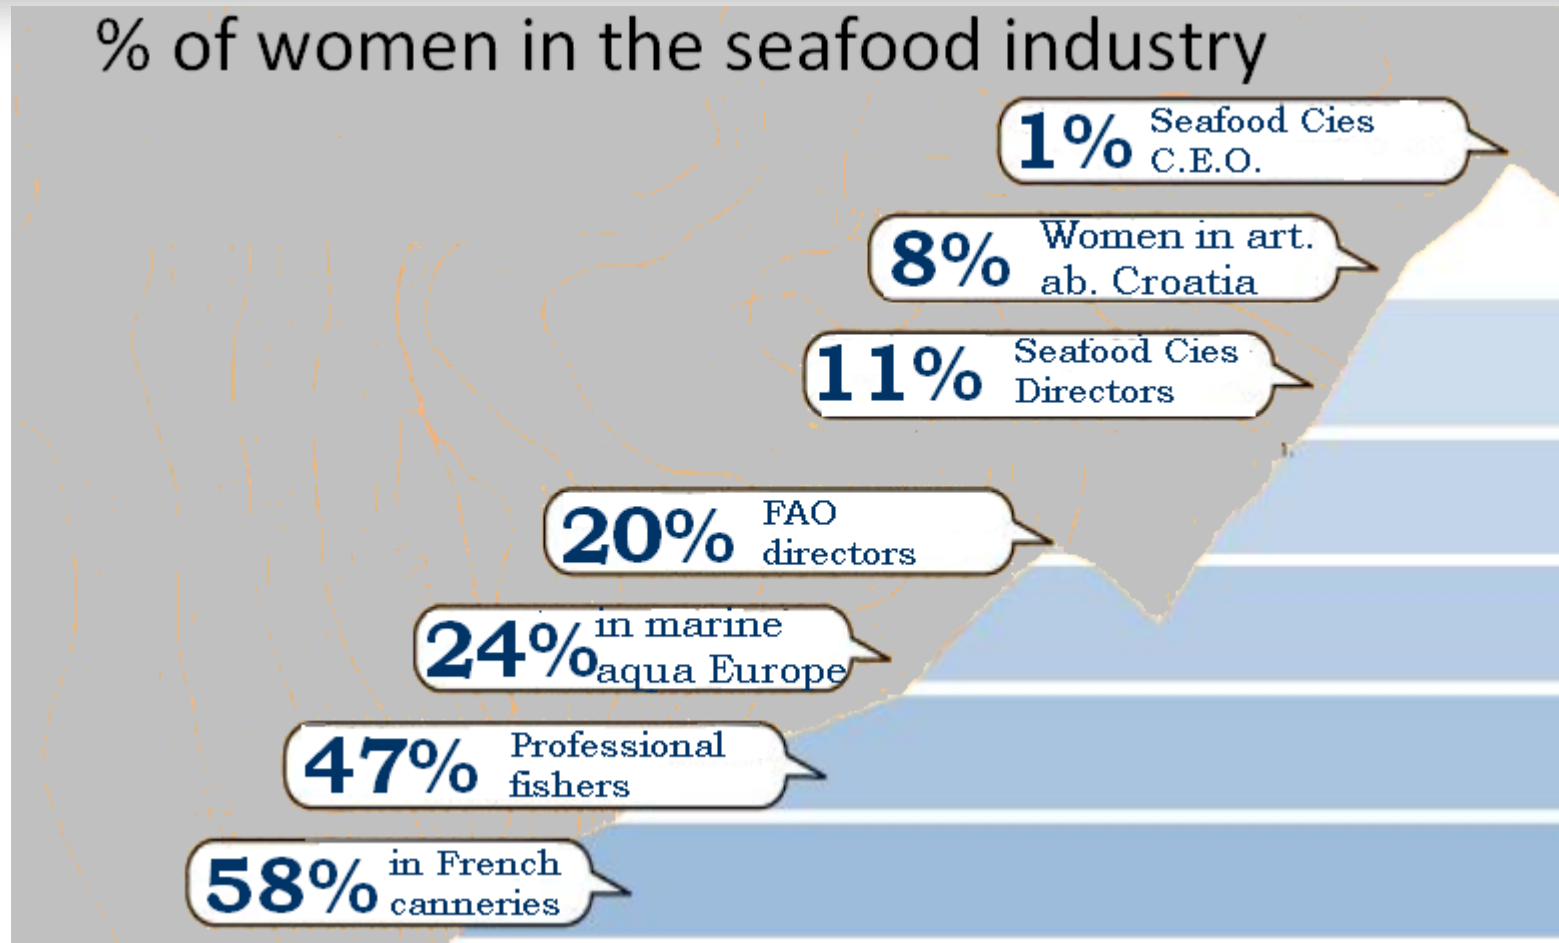 % of women in the seafood industry
1% Seafood Cies
C.E.O.
8% Women in art.
ab. Croatia
11% Seafood Cies
Directors
20% FAO
directors
24% in marine
aqua Europe
47% Professional
fishers
58% in French
canneries